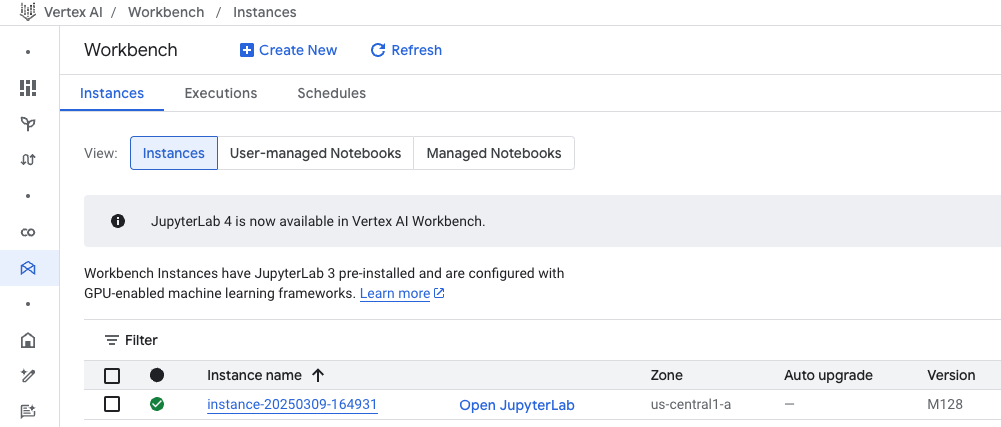 Vertex AI / Workbench / Instances
Workbench Create New Refresh
Instances Executions Schedules
View: Instances User-managed Notebooks Managed Notebooks
JupyterLab 4 is now available in Vertex AI Workbench.
Workbench Instances have JupyterLab 3 pre-installed and are configured with
GPU-enabled machine learning frameworks. Learn more
Filter
Instance name Zone Auto upgrade Version
instance-20250309-164931 Open JupyterLab us-central1-a — M128